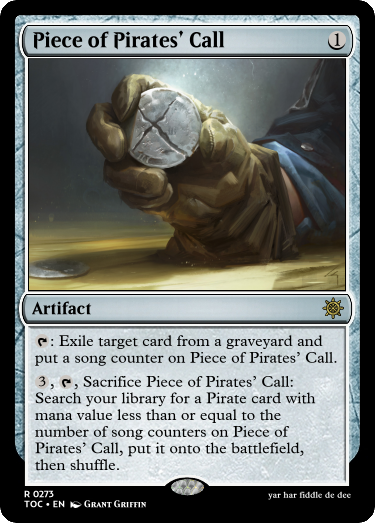 Piece of Pirates' Call 1
Artifact
: Exile target card from a graveyard and
put a song counter on Piece of Pirates' Call.
3, , Sacrifice Piece of Pirates' Call:
Search your library for a Pirate card with
mana value less than or equal to the
number of song counters on Piece of
Pirates' Call, put it onto the battlefield,
then shuffle.
R 0273
TOC • EN Grant Griffin
yar har fiddle de dee